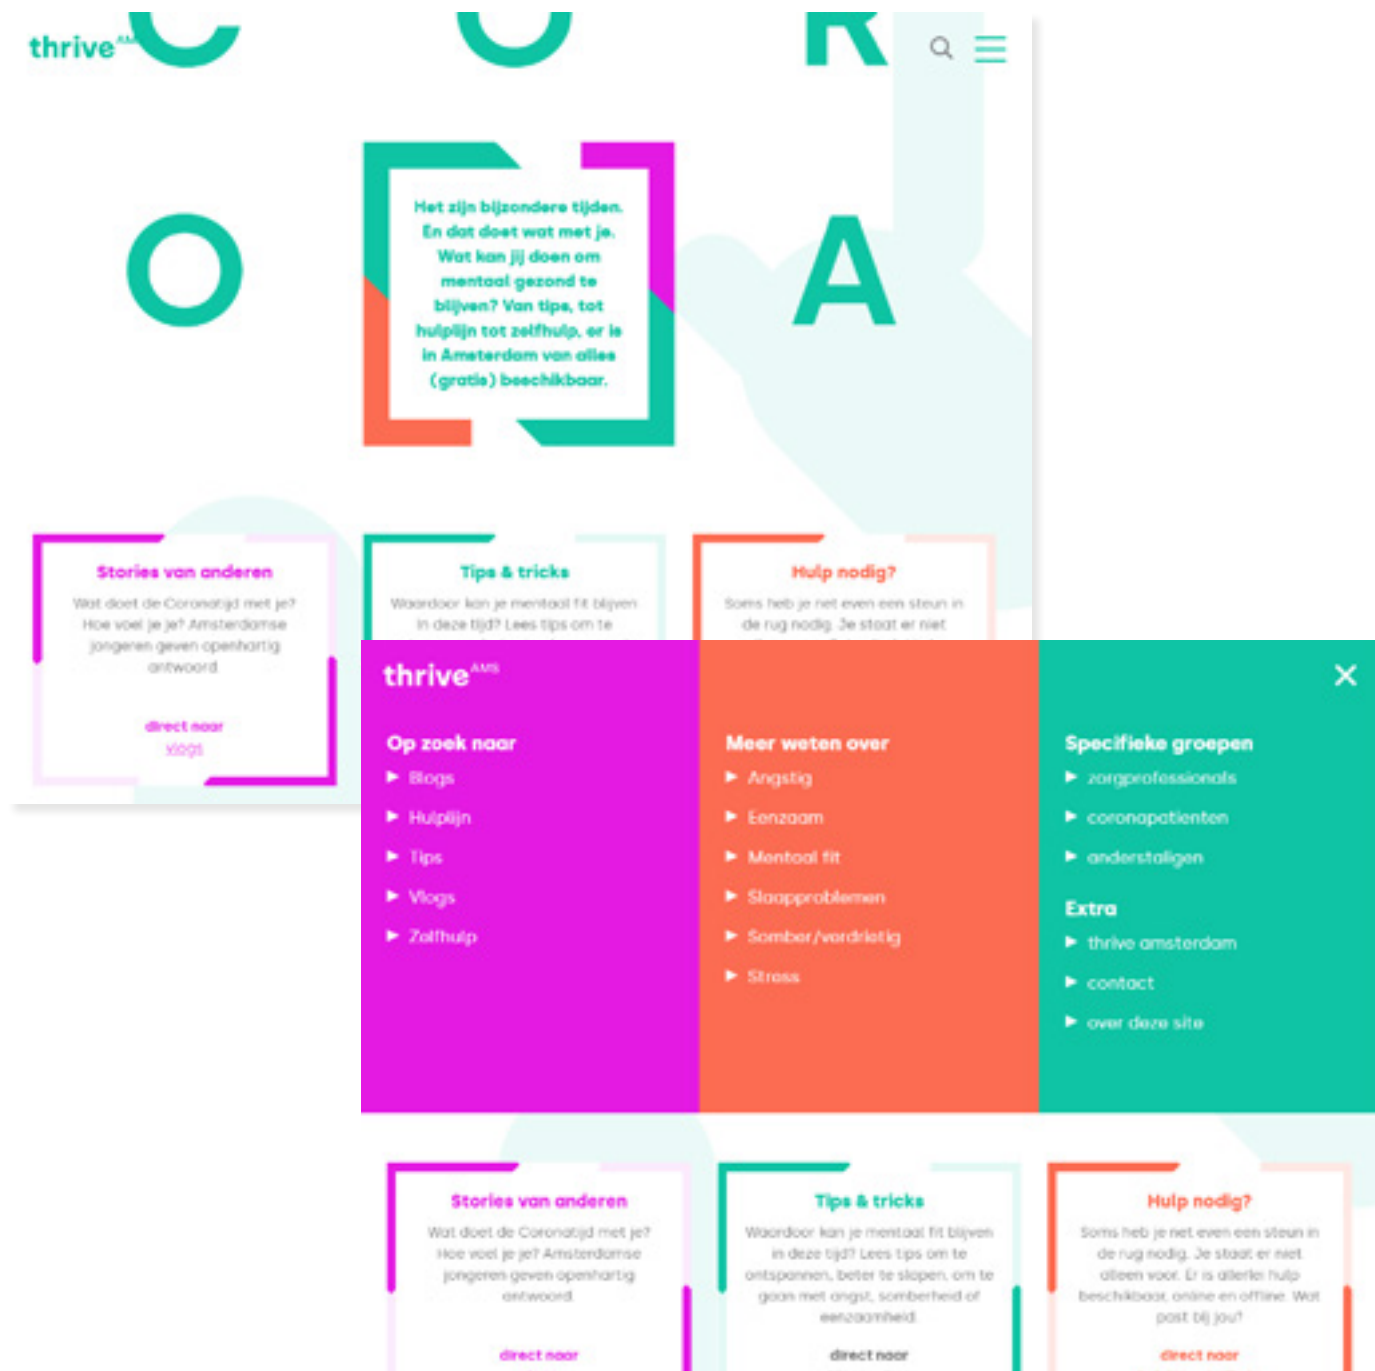 thrive
C O R
O
Het zijn bijzondere tijden.
En dat doet wat met je.
Wat kan jij doen om
mentaal gezond te
blijven? Van tips, tot
hulplijn tot zelfhulp, er is
in Amsterdam van alles
(gratis) beschikbaar.
A
Stories van anderen
Wat doet de Coronatijd met je?
Hoe voel je je? Amsterdamse
jongeren geven openhartig
antwoord.
direct naar
vlogs
Tips & tricks
Waardoor kan je mentaal fit blijven
in deze tijd? Lees tips om te
Hulp nodig?
Soms heb je net even een steun in
de rug nodig. Je staat er niet
thrive AMS
Op zoek naar
Blogs
Hulplijn
Tips
Vlogs
Zelfhulp
Meer weten over
Angstig
Eenzaam
Mentaal fit
Slaapproblemen
Somber/verdrietig
Stress
Specifieke groepen
zorgprofessionals
coronapatienten
anderstaligen
Extra
thrive amsterdam
contact
over deze site
Stories van anderen
Wat doet de Coronatijd met je?
Hoe voel je je? Amsterdamse
jongeren geven openhartig
antwoord.
direct naar
Tips & tricks
Waardoor kan je mentaal fit blijven
in deze tijd? Lees tips om te
ontspannen, beter te slapen, om te
gaan met angst, somberheid of
eenzaamheid.
direct naar
Hulp nodig?
Soms heb je net even een steun in
de rug nodig. Je staat er niet
alleen voor. Er is allerlei hulp
beschikbaar, online en offline. Wat
past bij jou?
direct naar